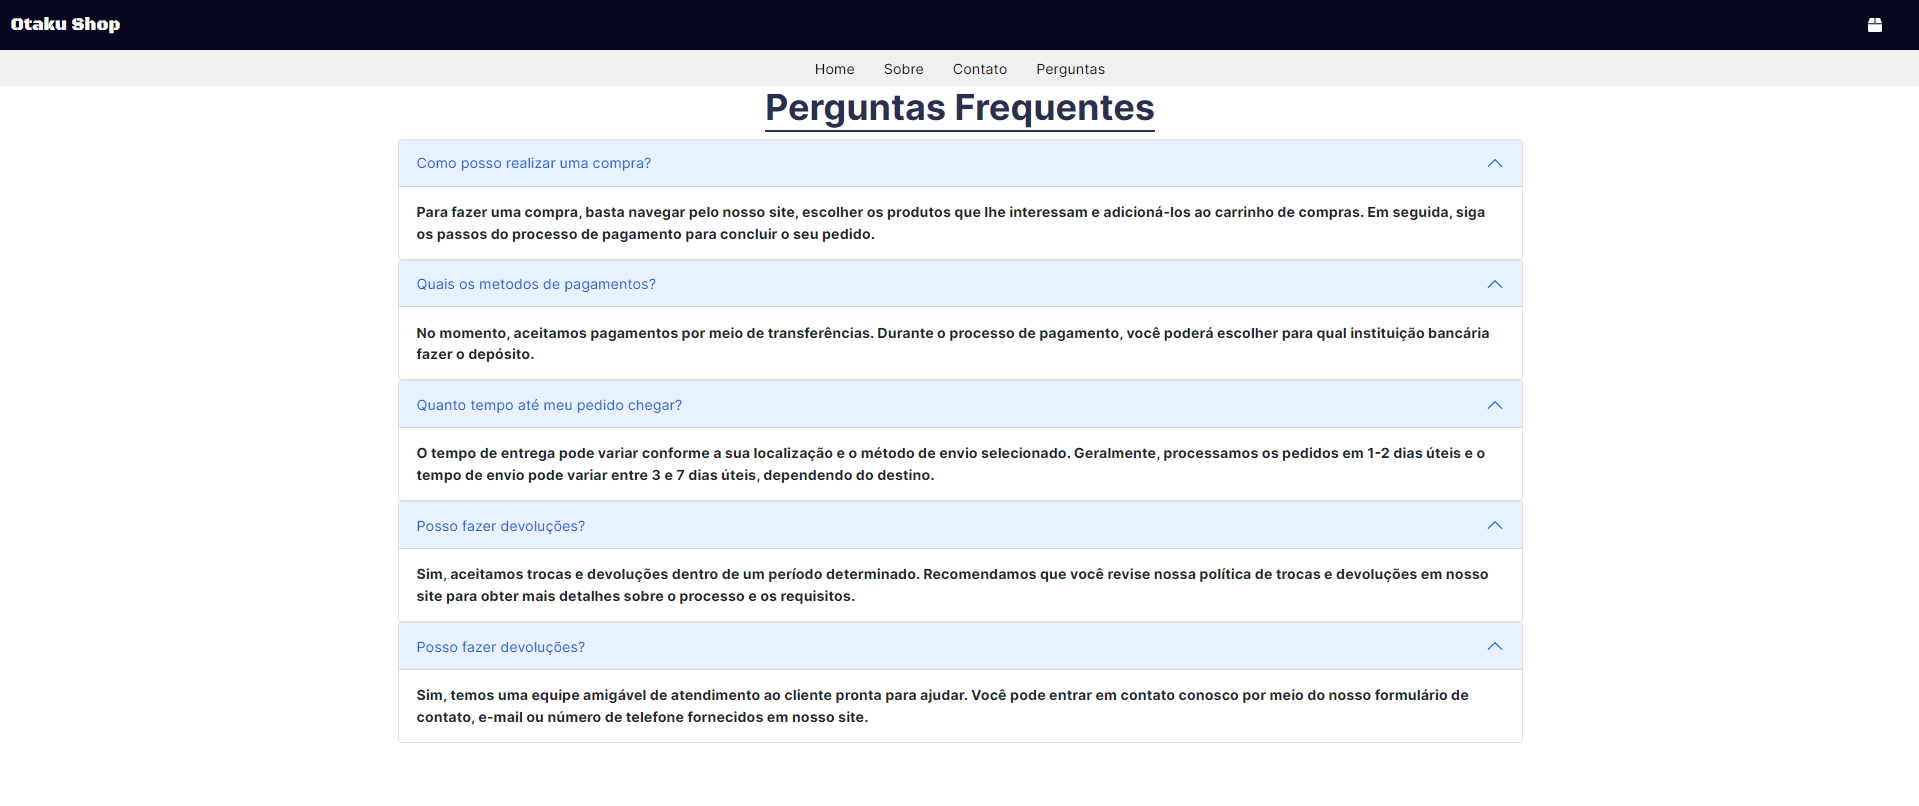 Otaku Shop
Home Sobre Contato Perguntas
Perguntas Frequentes
Como posso realizar uma compra?
Para fazer uma compra, basta navegar pelo nosso site, escolher os produtos que lhe interessam e adicioná-los ao carrinho de compras. Em seguida, siga
os passos do processo de pagamento para concluir o seu pedido.
Quais os metodos de pagamentos?
No momento, aceitamos pagamentos por meio de transferências. Durante o processo de pagamento, você poderá escolher para qual instituição bancária
fazer o depósito.
Quanto tempo até meu pedido chegar?
O tempo de entrega pode variar conforme a sua localização e o método de envio selecionado. Geralmente, processamos os pedidos em 1-2 dias úteis e o
tempo de envio pode variar entre 3 e 7 dias úteis, dependendo do destino.
Posso fazer devoluções?
Sim, aceitamos trocas e devoluções dentro de um período determinado. Recomendamos que você revise nossa política de trocas e devoluções em nosso
site para obter mais detalhes sobre o processo e os requisitos.
Posso fazer devoluções?
Sim, temos uma equipe amigável de atendimento ao cliente pronta para ajudar. Você pode entrar em contato conosco por meio do nosso formulário de
contato, e-mail ou número de telefone fornecidos em nosso site.